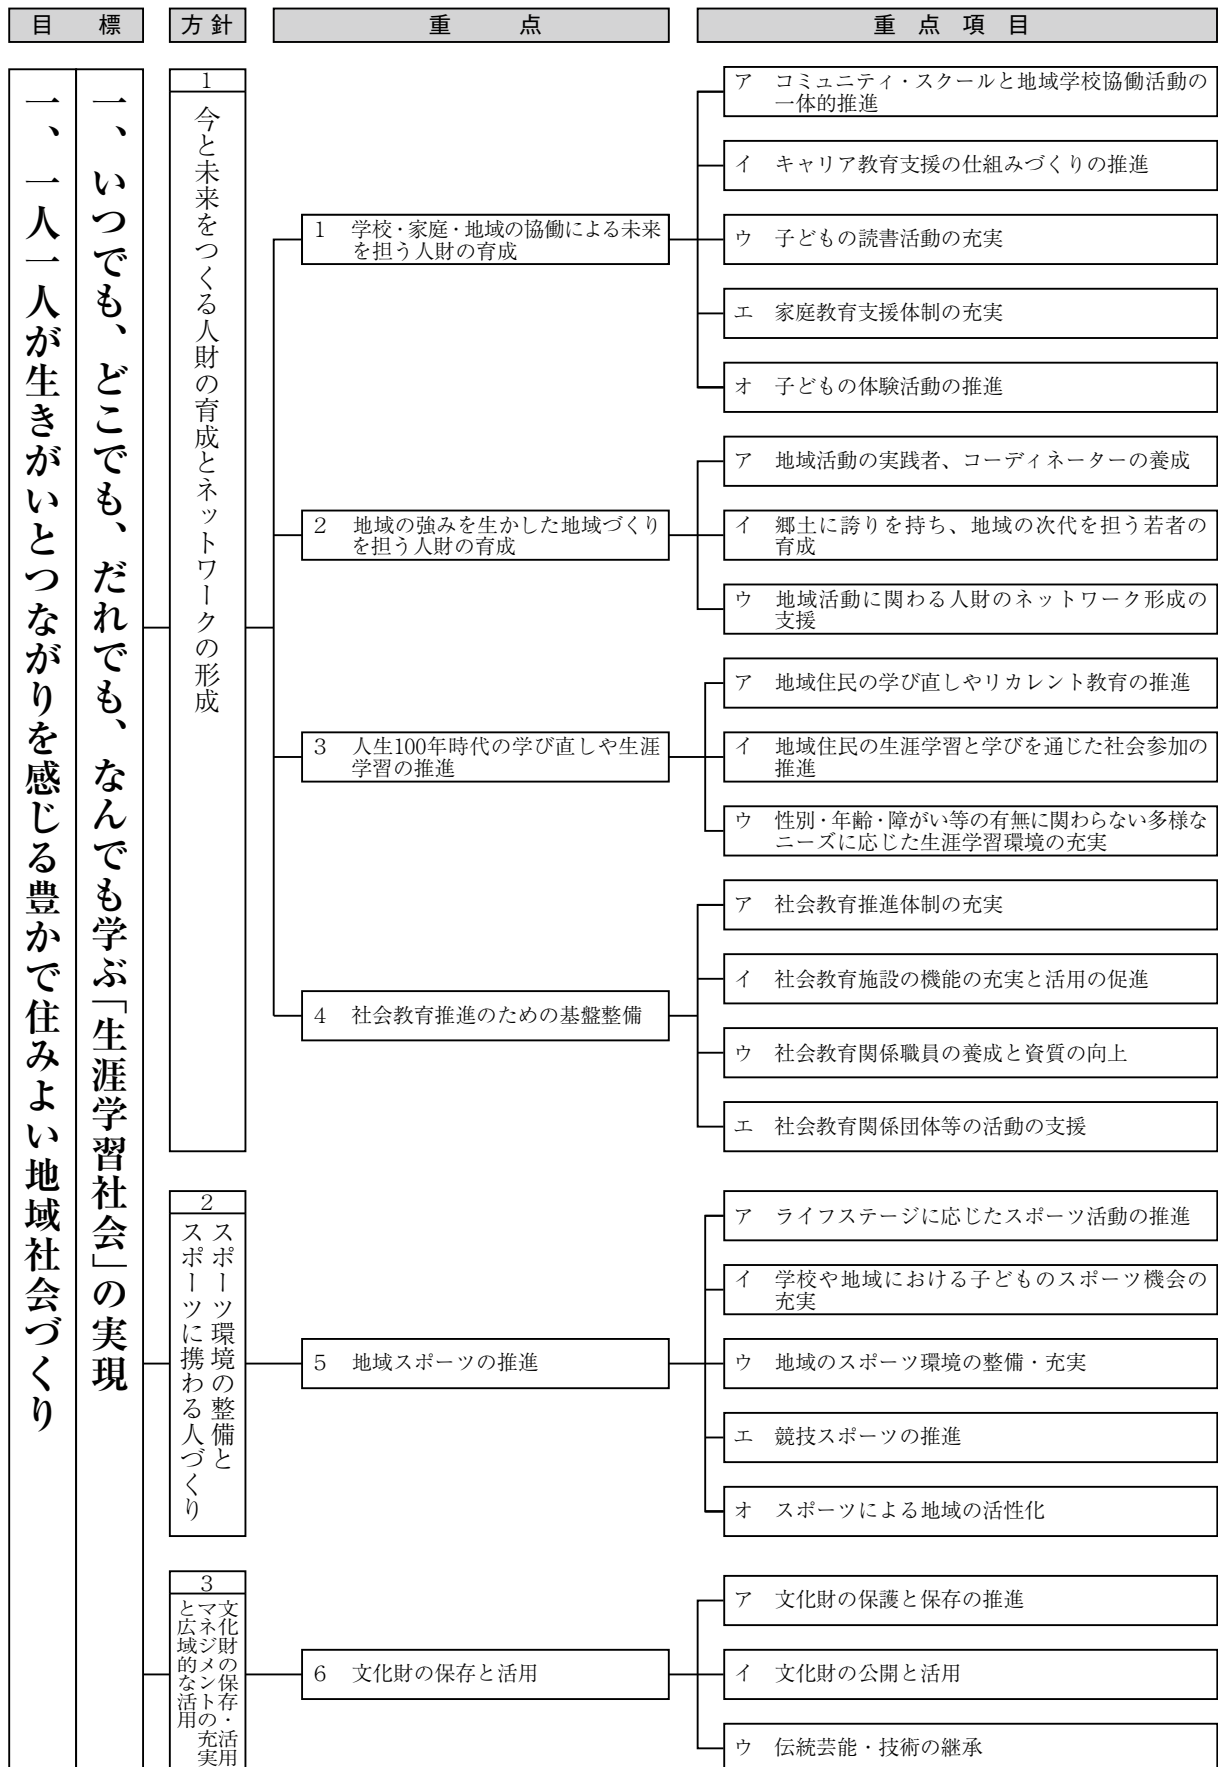 目標
方針
重点
重点項目
一、いつでも、どこでも、だれでも、なんでも学ぶ「生涯学習社会」の実現
一、一人一人が生きがいとつながりを感じる豊かで住みよい地域社会づくり
1
今と未来をつくる人財の育成とネットワークの形成
1 学校・家庭・地域の協働による未来
を担う人財の育成
ア コミュニティ・スクールと地域学校協働活動の
一体的推進
イ キャリア教育支援の仕組みづくりの推進
ウ 子どもの読書活動の充実
エ 家庭教育支援体制の充実
オ 子どもの体験活動の推進
2 地域の強みを生かした地域づくり
を担う人財の育成
ア 地域活動の実践者、コーディネーターの養成
イ 郷土に誇りを持ち、地域の次代を担う若者の
育成
ウ 地域活動に関わる人財のネットワーク形成の
支援
3 人生100年時代の学び直しや生涯
学習の推進
ア 地域住民の学び直しやリカレント教育の推進
イ 地域住民の生涯学習と学びを通じた社会参加の
推進
ウ 性別・年齢・障がい等の有無に関わらない多様な
ニーズに応じた生涯学習環境の充実
4 社会教育推進のための基盤整備
ア 社会教育推進体制の充実
イ 社会教育施設の機能の充実と活用の促進
ウ 社会教育関係職員の養成と資質の向上
エ 社会教育関係団体等の活動の支援
2
スポーツ環境の整備と
スポーツに携わる人づくり
5 地域スポーツの推進
ア ライフステージに応じたスポーツ活動の推進
イ 学校や地域における子どものスポーツ機会の
充実
ウ 地域のスポーツ環境の整備・充実
エ 競技スポーツの推進
オ スポーツによる地域の活性化
3
文化財の保存・活用
マネジメントの充実
と広域的な活用
6 文化財の保存と活用
ア 文化財の保護と保存の推進
イ 文化財の公開と活用
ウ 伝統芸能・技術の継承